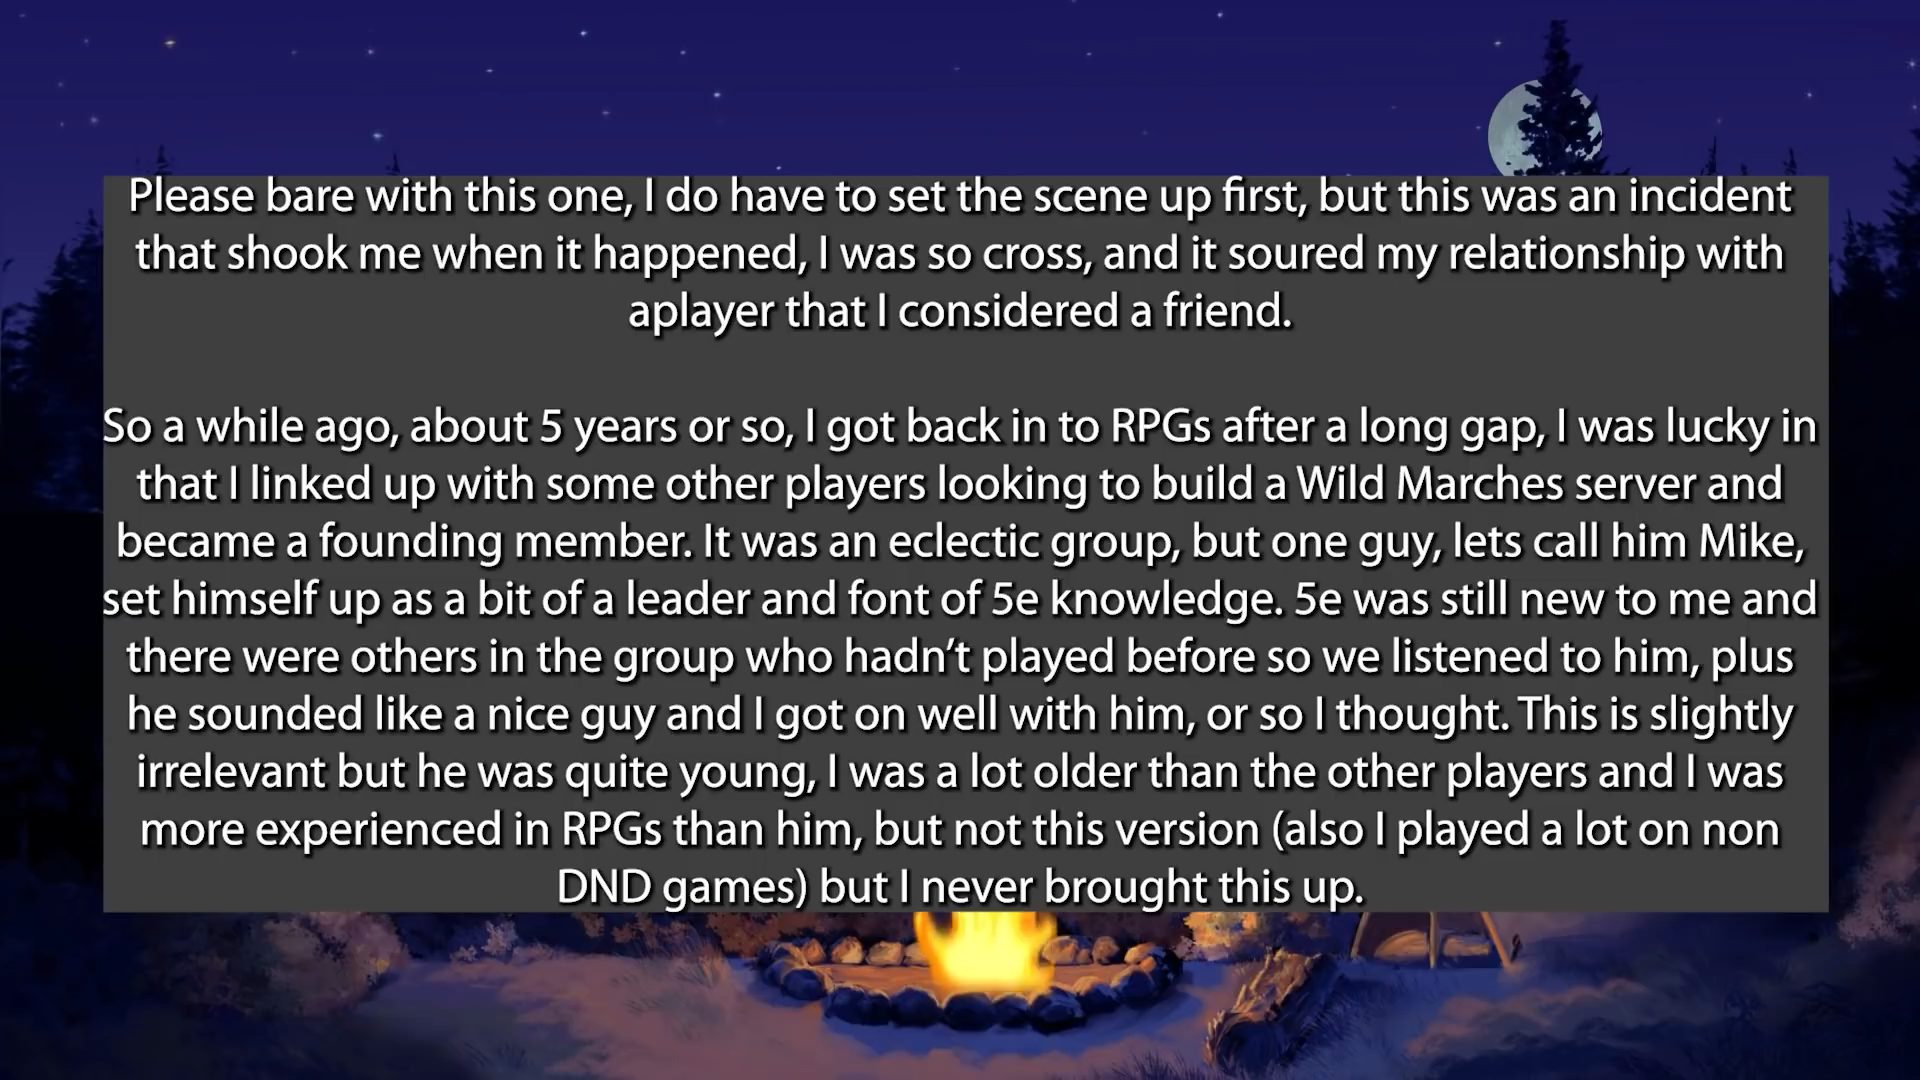 Please bare with this one, I do have to set the scene up first, but this was an incident
that shook me when it happened, I was so cross, and it soured my relationship with
aplayer that I considered a friend.
So a while ago, about 5 years or so, I got back in to RPGs after a long gap, I was lucky in
that I linked up with some other players looking to build a Wild Marches server and
became a founding member. It was an eclectic group, but one guy, lets call him Mike,
set himself up as a bit of a leader and font of 5e knowledge. 5e was still new to me and
there were others in the group who hadn’t played before so we listened to him, plus
he sounded like a nice guy and I got on well with him, or so I thought. This is slightly
irrelevant but he was quite young, I was a lot older than the other players and I was
more experienced in RPGs than him, but not this version (also I played a lot on non
DND games) but I never brought this up.